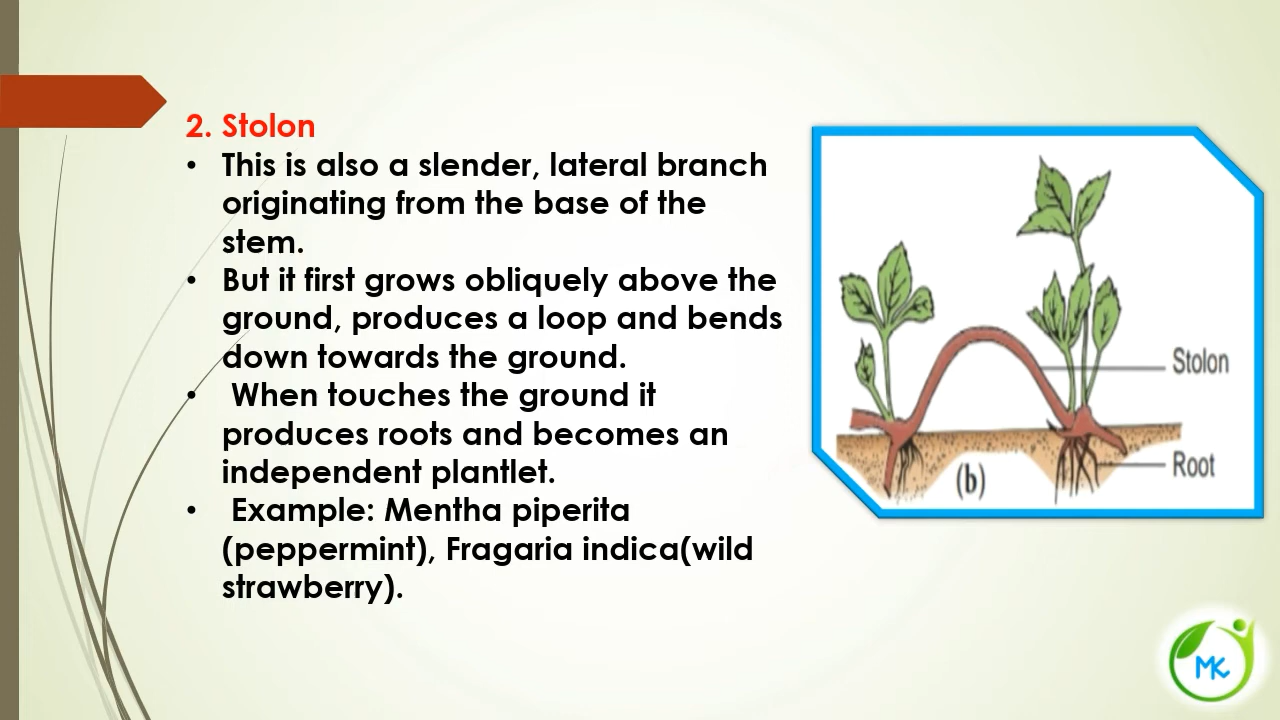 2. Stolon
• This is also a slender, lateral branch
originating from the base of the
stem.
• But it first grows obliquely above the
ground, produces a loop and bends
down towards the ground.
• When touches the ground it
produces roots and becomes an
independent plantlet.
• Example: Mentha piperita
(peppermint), Fragaria indica(wild
strawberry).
Stolon
Root
(b)
MK